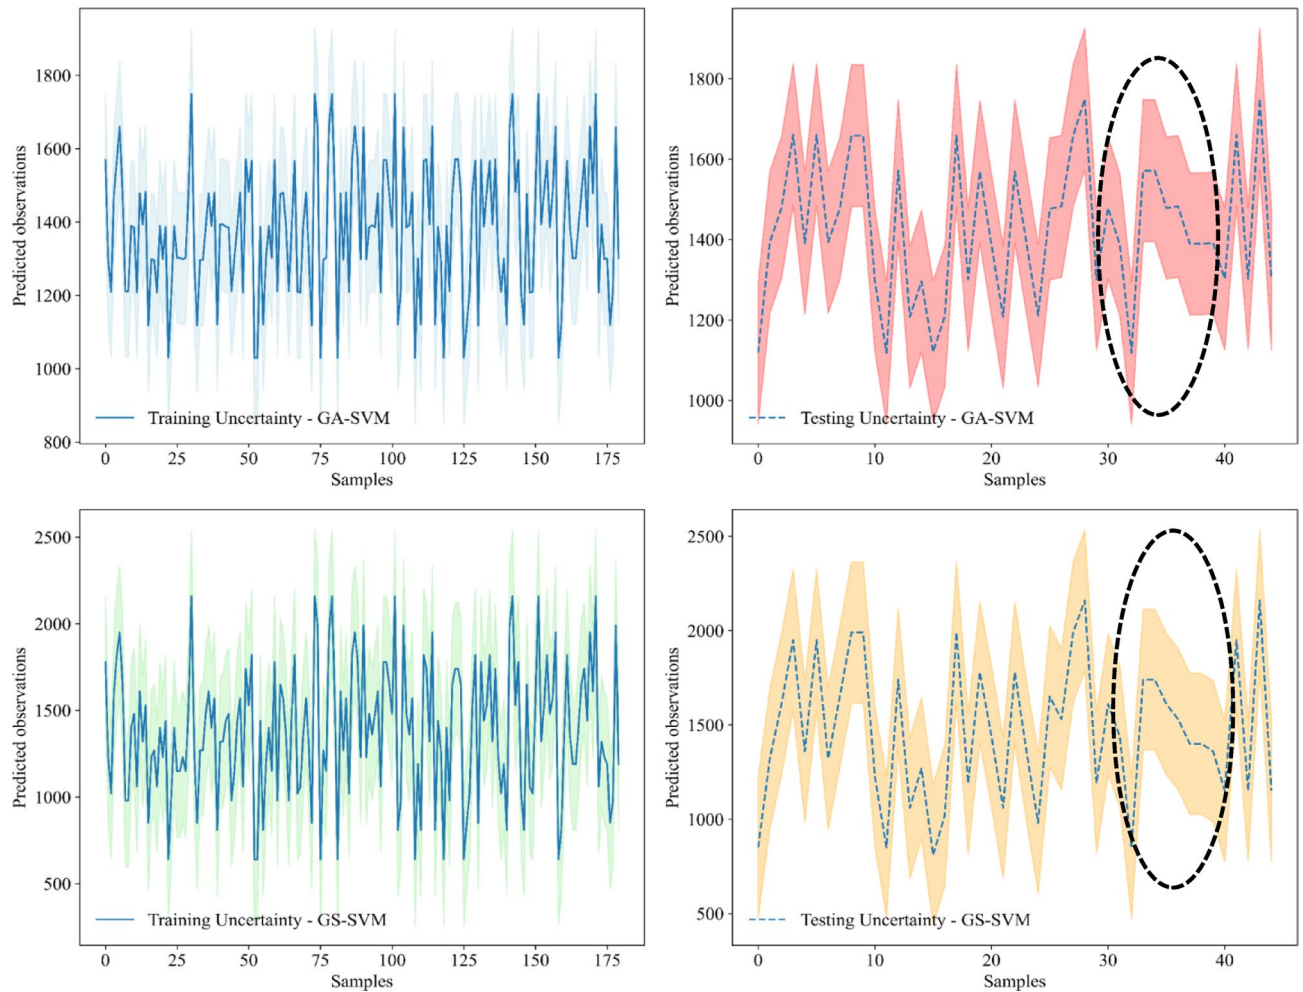 Predicted observations
1800
1600
1400
1200
1000
800
Training Uncertainty - GA-SVM
0 25 50 75 100 125 150 175
Samples
Predicted observations
1800
1600
1400
1200
1000
Testing Uncertainty - GA-SVM
0 10 20 30 40
Samples
Predicted observations
2500
2000
1500
1000
500
Training Uncertainty - GS-SVM
0 25 50 75 100 125 150 175
Samples
Predicted observations
2500
2000
1500
1000
500
Testing Uncertainty - GS-SVM
0 10 20 30 40
Samples